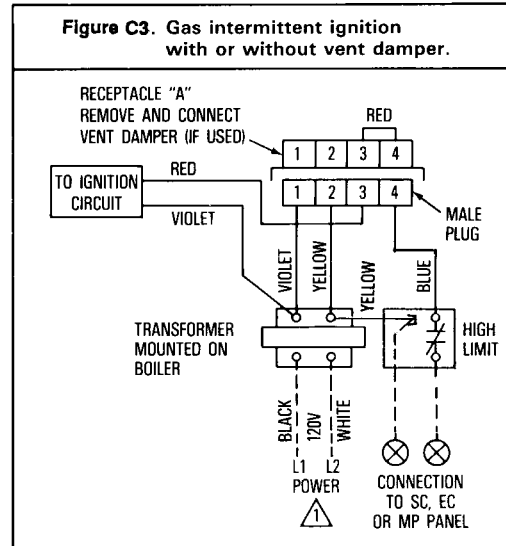 Figure C3. Gas intermittent ignition
with or without vent damper.
RECEPTACLE "A"
REMOVE AND CONNECT
VENT DAMPER (IF USED)
RED
1 2 3 4
RED
TO IGNITION
CIRCUIT
VIOLET
1 2 3 4
MALE
PLUG
VIOLET
YELLOW
YELLOW
BLUE
TRANSFORMER
MOUNTED ON
BOILER
HIGH
LIMIT
BLACK
120V
WHITE
L1 L2
POWER
1
CONNECTION
TO SC, EC
OR MP PANEL